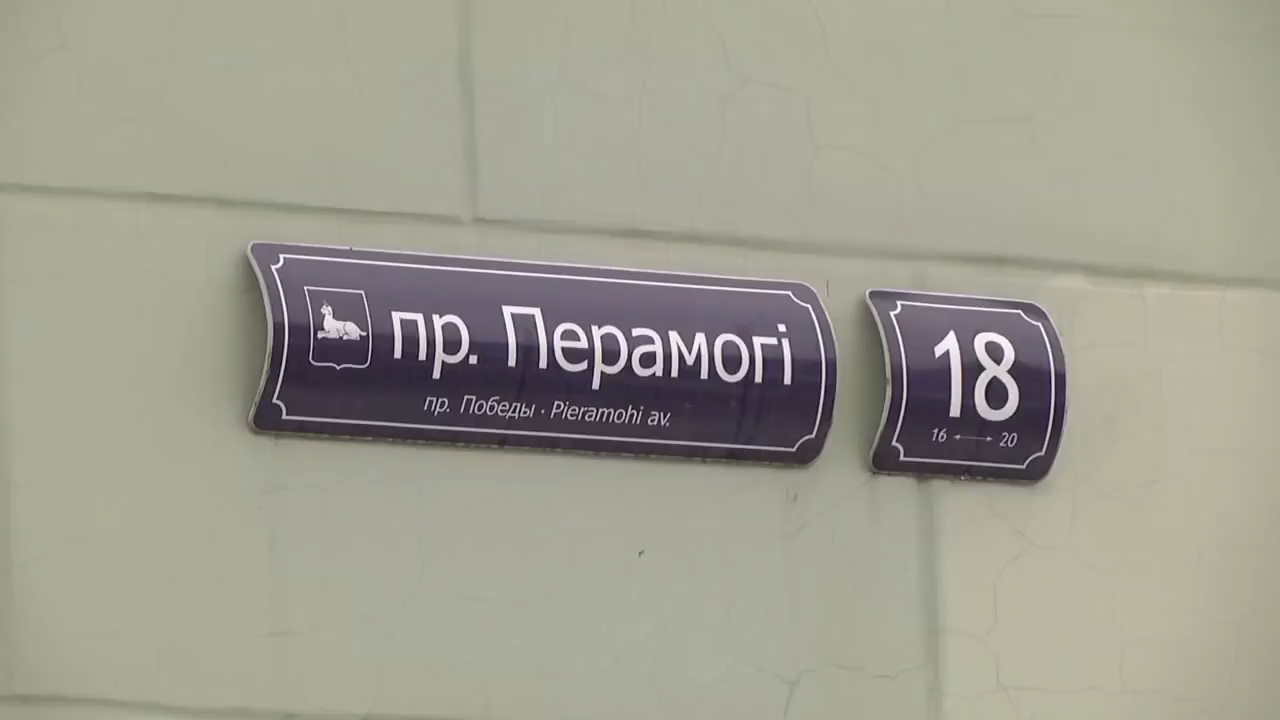 пр. Перамогі
пр. Победы · Pieramohi av.
18
16 ←→ 20